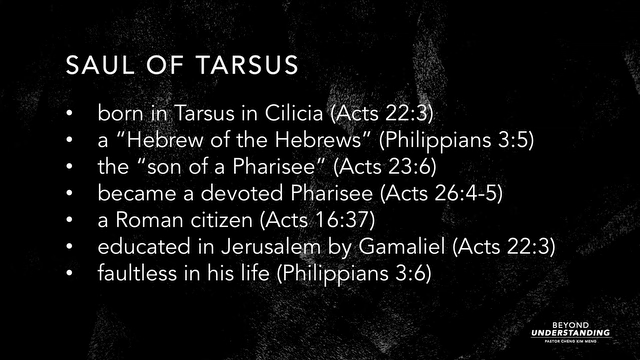 SAUL OF TARSUS
• born in Tarsus in Cilicia (Acts 22:3)
• a “Hebrew of the Hebrews” (Philippians 3:5)
• the “son of a Pharisee” (Acts 23:6)
• became a devoted Pharisee (Acts 26:4-5)
• a Roman citizen (Acts 16:37)
• educated in Jerusalem by Gamaliel (Acts 22:3)
• faultless in his life (Philippians 3:6)
BEYOND
UNDERSTANDING
PASTOR CHENG KIM MENG